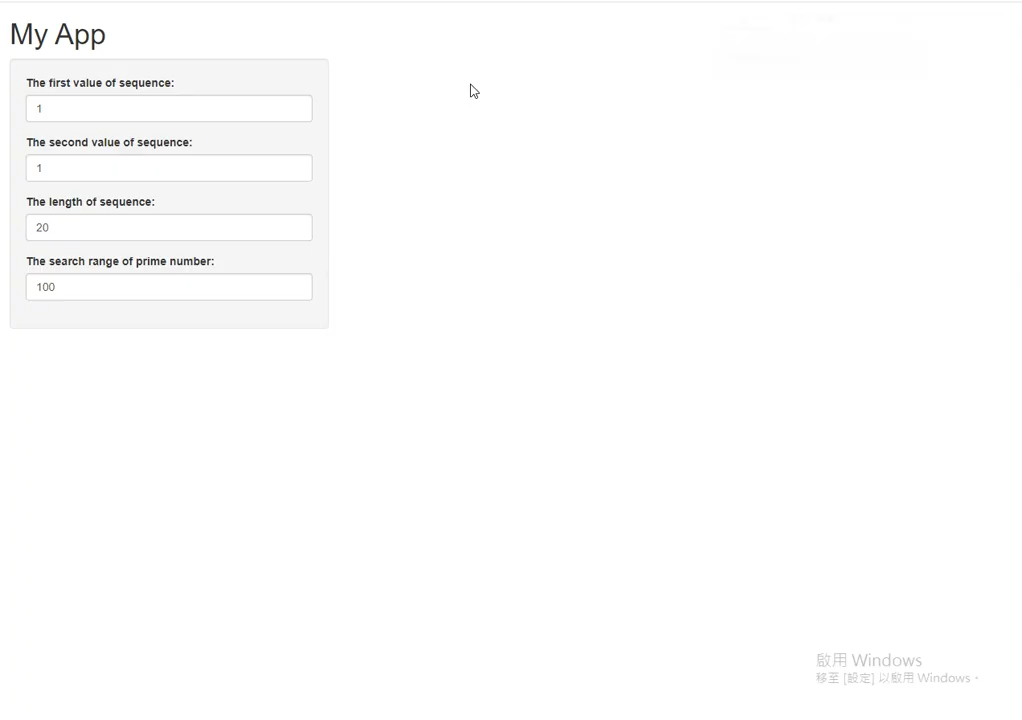 My App
The first value of sequence:
1
The second value of sequence:
1
The length of sequence:
20
The search range of prime number:
100
啟用 Windows
移至 [設定] 以啟用 Windows。